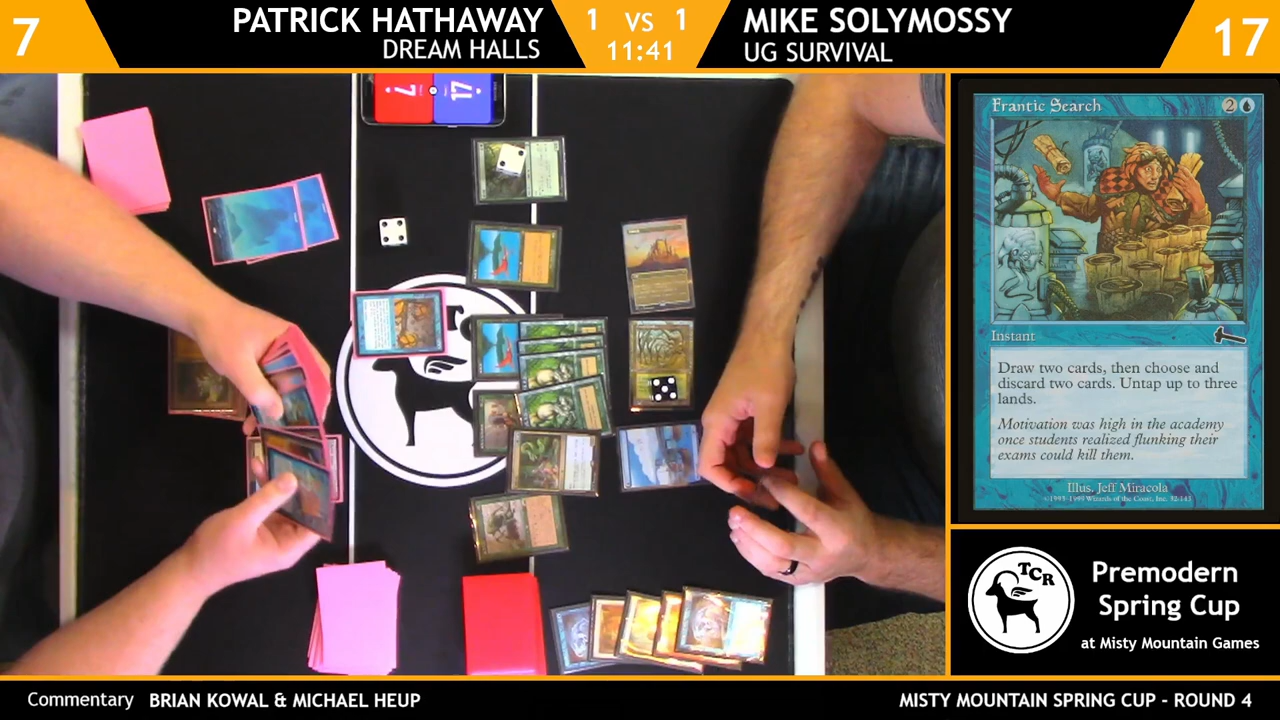 7
PATRICK HATHAWAY
DREAM HALLS
1 VS 1
11:41
MIKE SOLYMOSSY
UG SURVIVAL
17
7
17
Frantic Search
2
Instant
Draw two cards, then choose and
discard two cards. Untap up to three
lands.
Motivation was high in the academy
once students realized flunking their
exams could kill them.
Illus. Jeff Miracola
TCR
Premodern
Spring Cup
at Misty Mountain Games
Commentary BRIAN KOWAL & MICHAEL HEUP
MISTY MOUNTAIN SPRING CUP - ROUND 4